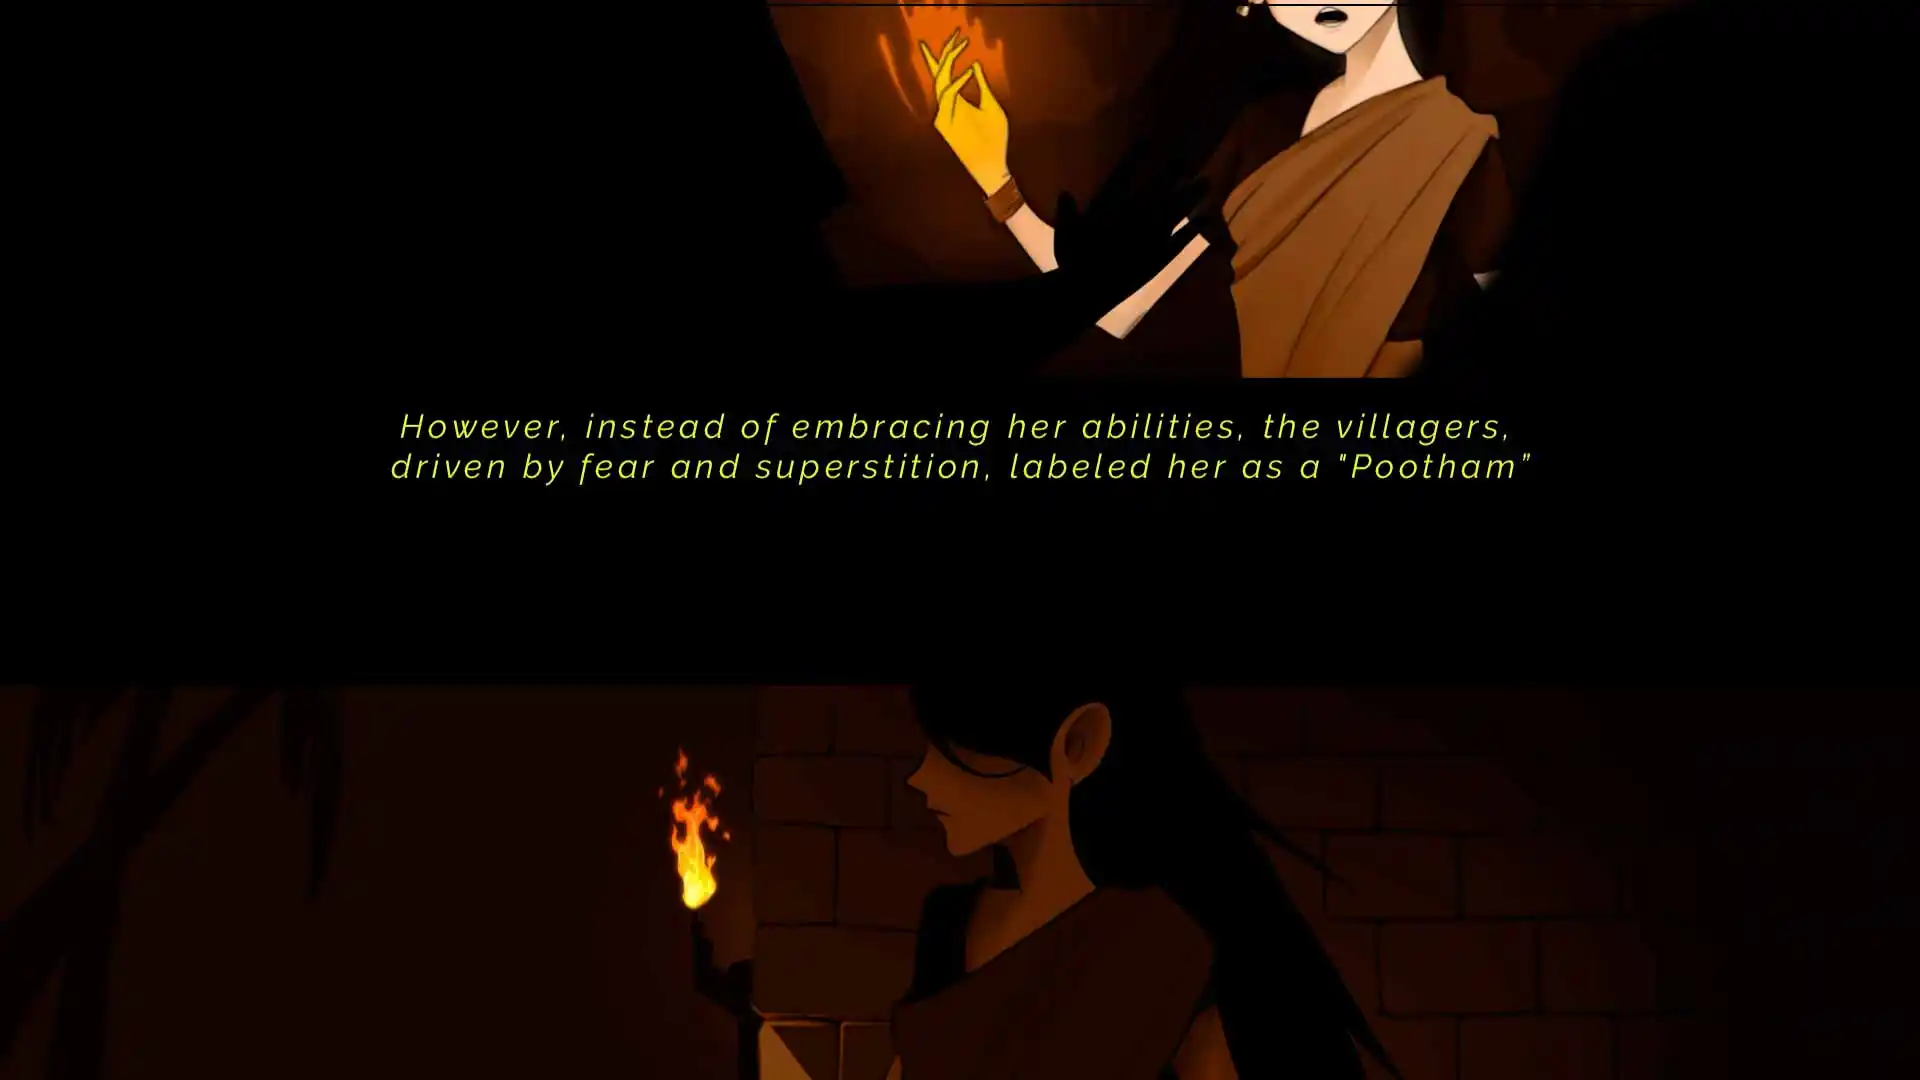 However, instead of embracing her abilities, the villagers,
driven by fear and superstition, labeled her as a "Pootham”